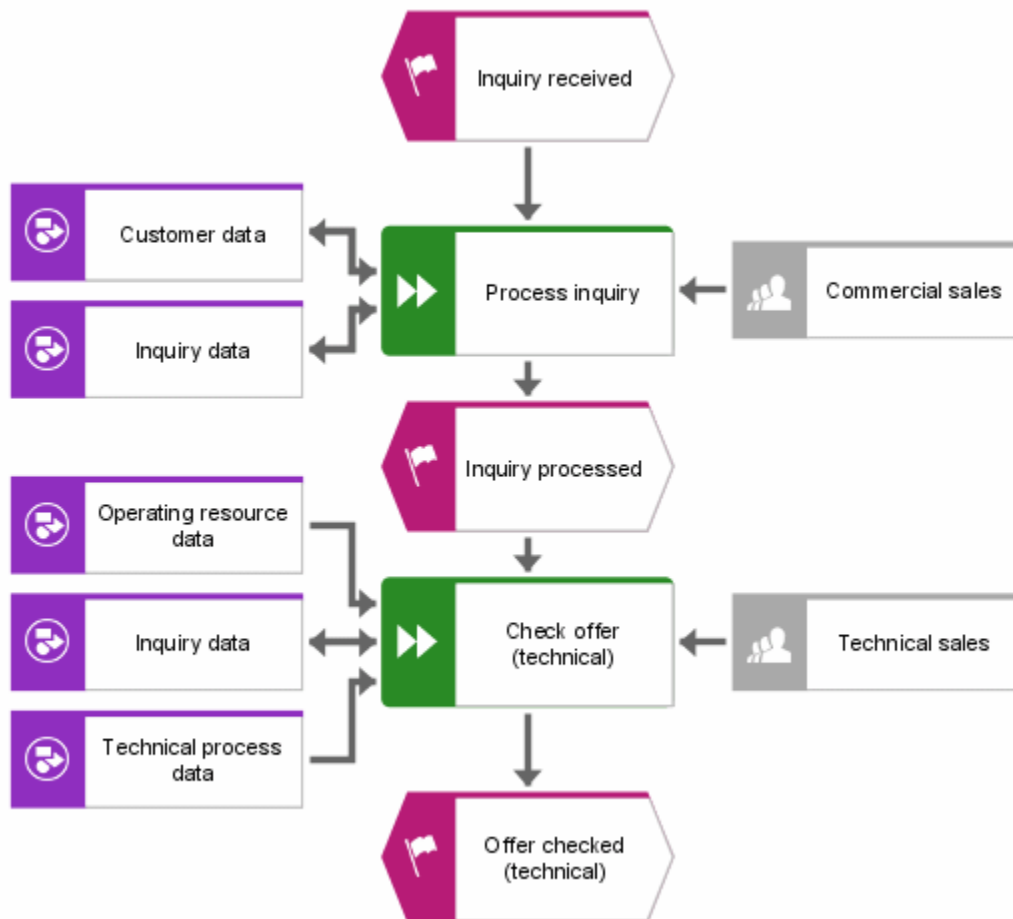 Inquiry received
Customer data
Process inquiry
Commercial sales
Inquiry data
Inquiry processed
Operating resource
data
Inquiry data
Check offer
(technical)
Technical sales
Technical process
data
Offer checked
(technical)